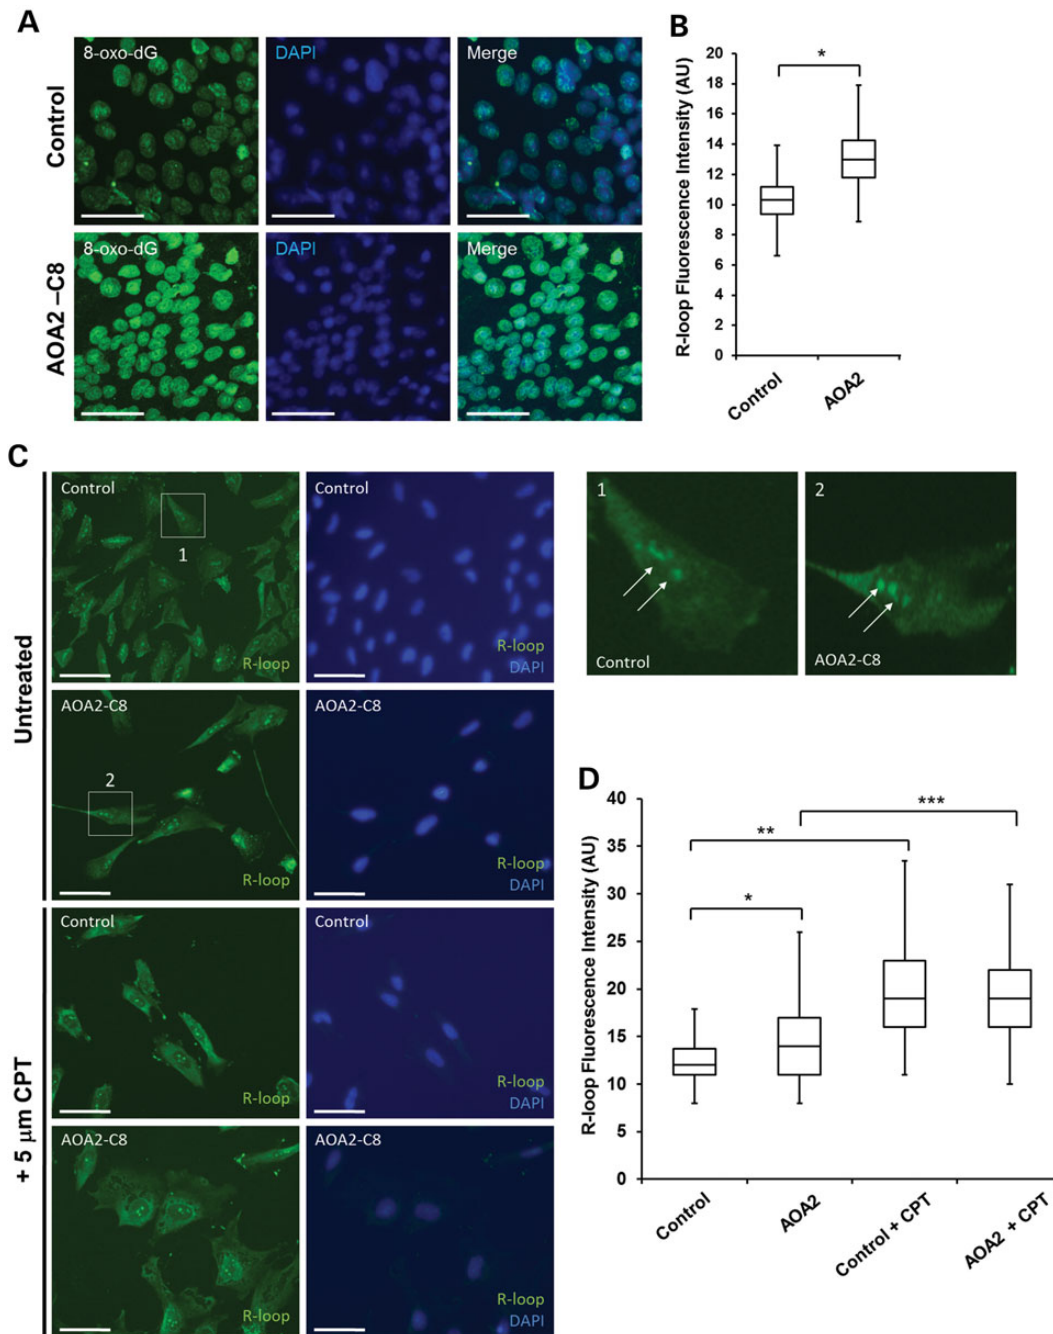 A
Control
8-oxo-dG
DAPI
Merge
AOA2 –C8
8-oxo-dG
DAPI
Merge
B
R-loop Fluorescence Intensity (AU)
20
18
16
14
12
10
8
6
4
2
0
*
Control
AOA2
C
Untreated
Control
1
R-loop
Control
R-loop
DAPI
AOA2-C8
2
R-loop
AOA2-C8
R-loop
DAPI
+ 5 μm CPT
Control
R-loop
Control
R-loop
DAPI
AOA2-C8
R-loop
AOA2-C8
R-loop
DAPI
1
Control
2
AOA2-C8
D
R-loop Fluorescence Intensity (AU)
40
35
30
25
20
15
10
5
0
*
**
***
Control
AOA2
Control + CPT
AOA2 + CPT